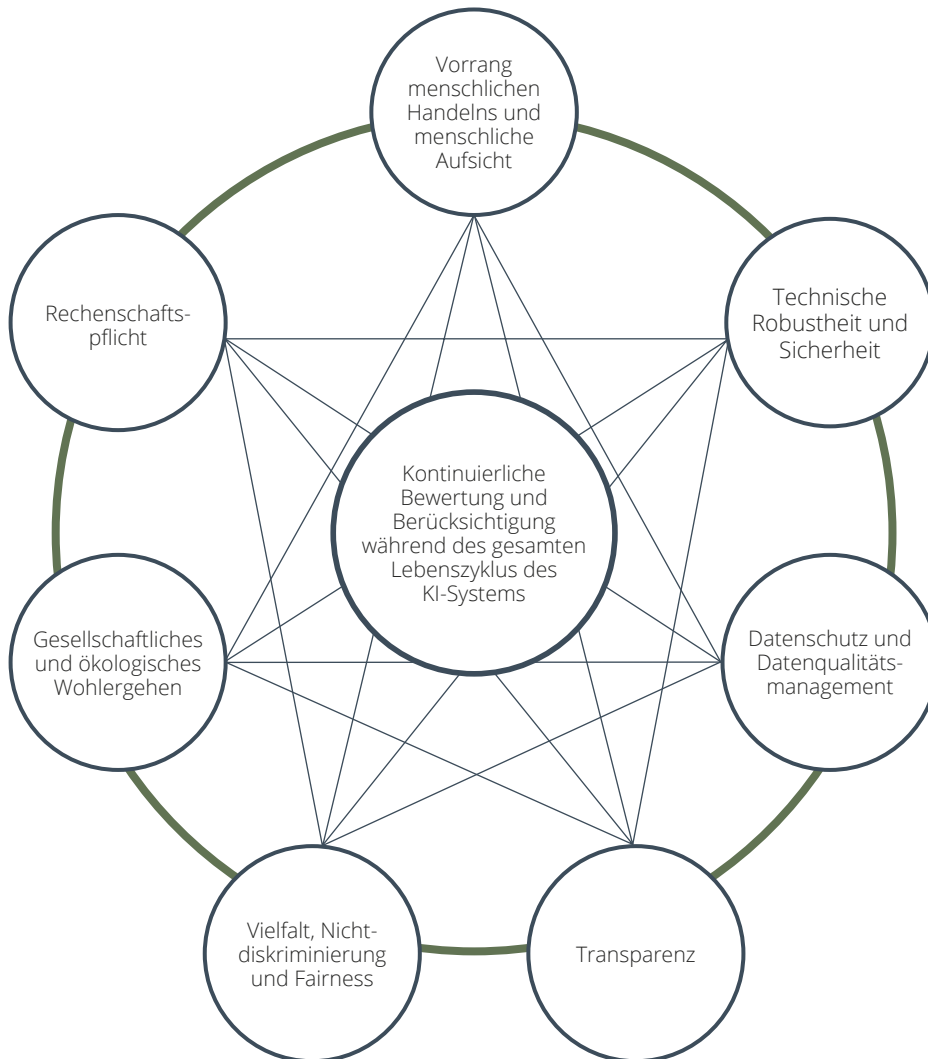 Vorrang
menschlichen
Handelns und
menschliche
Aufsicht
Rechenschafts-
pflicht
Technische
Robustheit und
Sicherheit
Kontinuierliche
Bewertung und
Berücksichtigung
während des gesamten
Lebenszyklus des
KI-Systems
Gesellschaftliches
und ökologisches
Wohlergehen
Datenschutz und
Datenqualitäts-
management
Vielfalt, Nicht-
diskriminierung
und Fairness
Transparenz